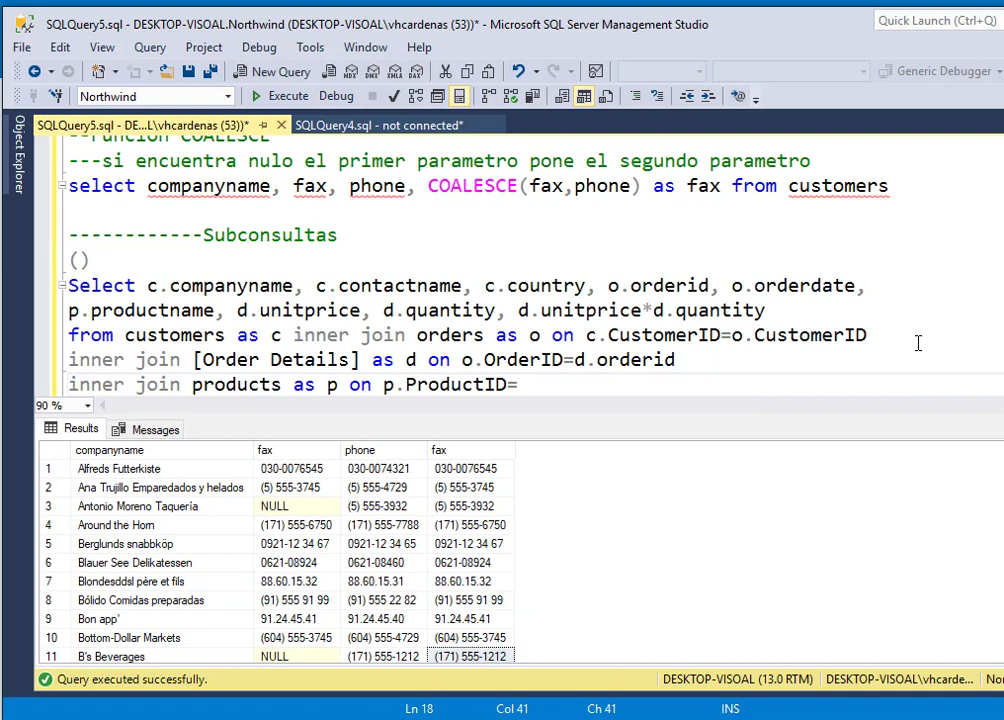 SQLQuery5.sql - DESKTOP-VISOAL.Northwind (DESKTOP-VISOAL\vhcardenas (53))* - Microsoft SQL Server Management Studio
Quick Launch (Ctrl+Q)
File Edit View Query Project Debug Tools Window Help
New Query MDX DMX XMLA DAX Generic Debugger
Northwind Execute Debug
Object Explorer
SQLQuery5.sql - DE...L\vhcardenas (53))* SQLQuery4.sql - not connected*
--Funcion COALESCE
---si encuentra nulo el primer parametro pone el segundo parametro
select companyname, fax, phone, COALESCE(fax,phone) as fax from customers
------------Subconsultas
()
Select c.companyname, c.contactname, c.country, o.orderid, o.orderdate,
p.productname, d.unitprice, d.quantity, d.unitprice*d.quantity
from customers as c inner join orders as o on c.CustomerID=o.CustomerID
inner join [Order Details] as d on o.OrderID=d.orderid
inner join products as p on p.ProductID=
90 %
Results Messages
companyname fax phone fax
1 Alfreds Futterkiste 030-0076545 030-0074321 030-0076545
2 Ana Trujillo Emparedados y helados (5) 555-3745 (5) 555-4729 (5) 555-3745
3 Antonio Moreno Taquería NULL (5) 555-3932 (5) 555-3932
4 Around the Horn (171) 555-6750 (171) 555-7788 (171) 555-6750
5 Berglunds snabbköp 0921-12 34 67 0921-12 34 65 0921-12 34 67
6 Blauer See Delikatessen 0621-08924 0621-08460 0621-08924
7 Blondesddsl père et fils 88.60.15.32 88.60.15.31 88.60.15.32
8 Bólido Comidas preparadas (91) 555 91 99 (91) 555 22 82 (91) 555 91 99
9 Bon app' 91.24.45.41 91.24.45.40 91.24.45.41
10 Bottom-Dollar Markets (604) 555-3745 (604) 555-4729 (604) 555-3745
11 B's Beverages NULL (171) 555-1212 (171) 555-1212
Query executed successfully. DESKTOP-VISOAL (13.0 RTM) DESKTOP-VISOAL\vhcarde... Nor
Ln 18 Col 41 Ch 41 INS